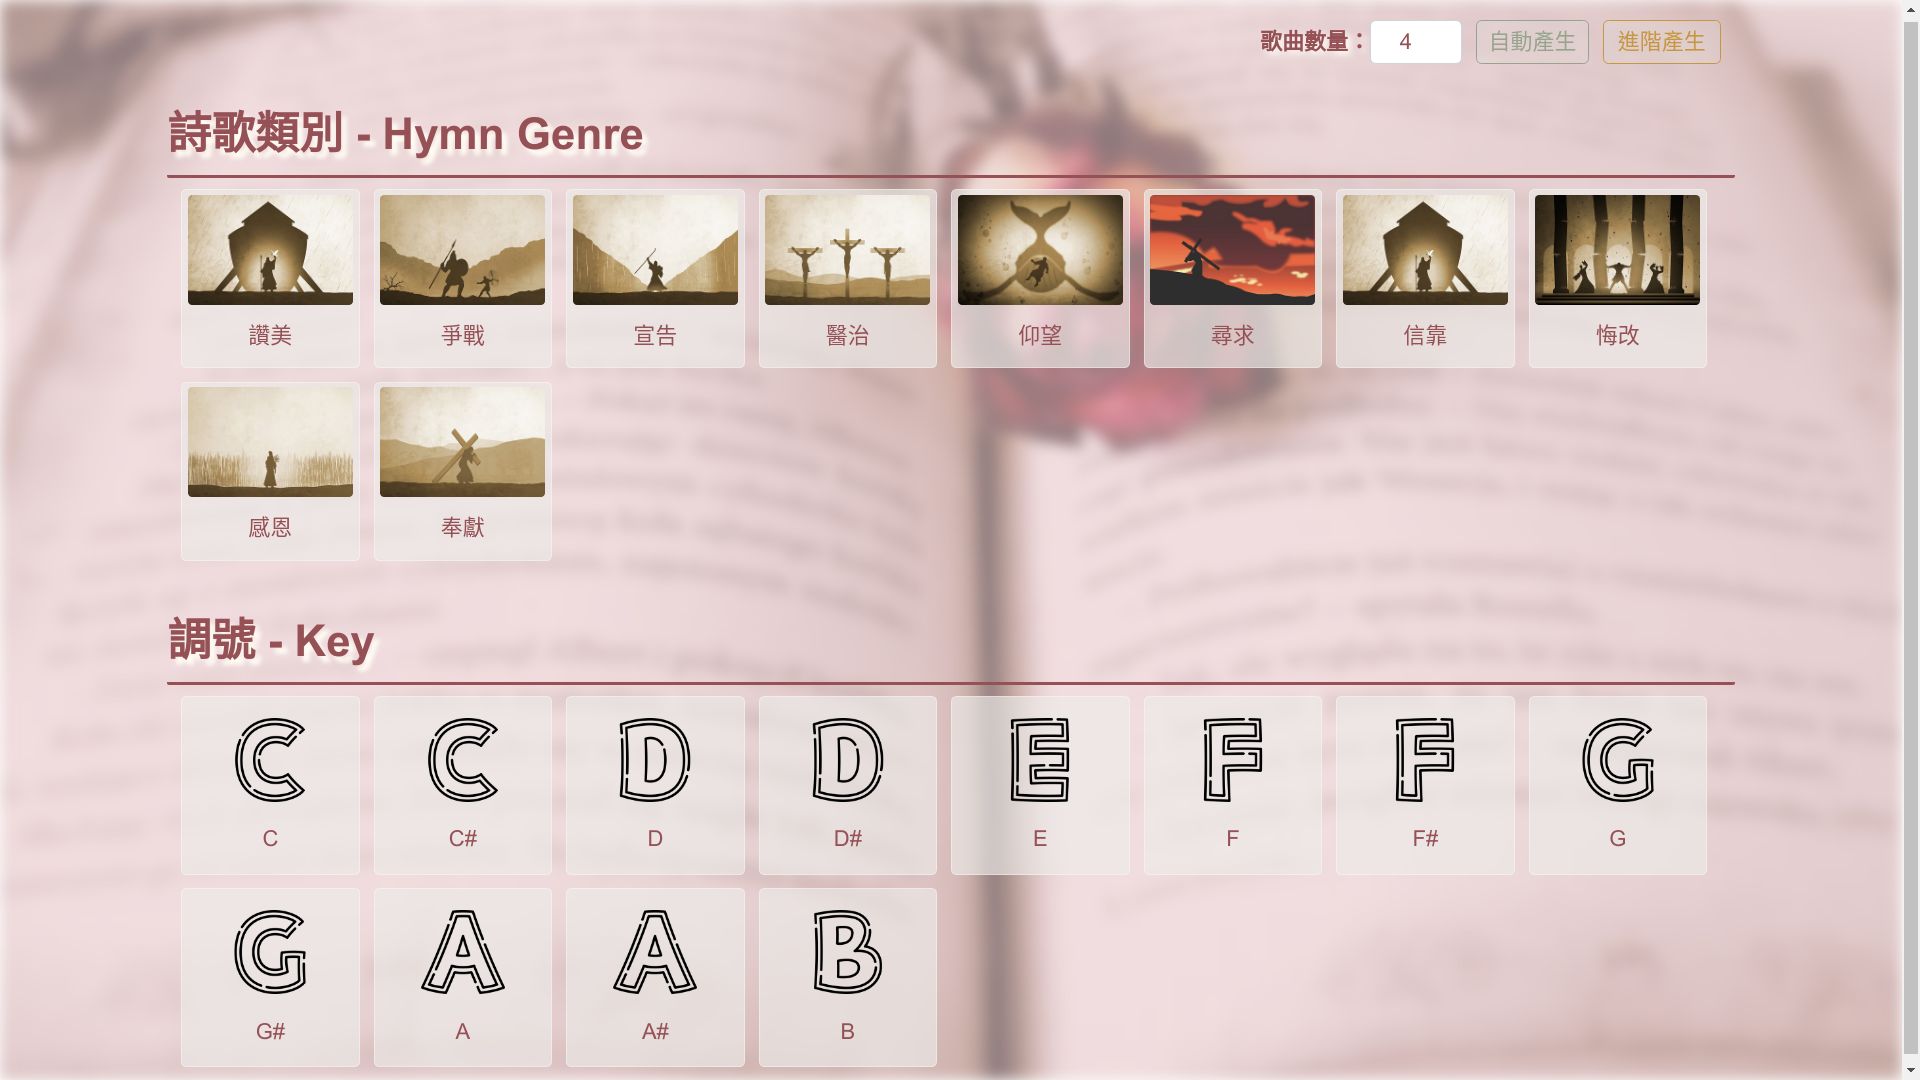 歌曲數量：4 自動產生 進階產生
詩歌類別 - Hymn Genre
讚美 爭戰 宣告 醫治 仰望 尋求 信靠 悔改
感恩 奉獻
調號 - Key
C C D D E F F G
C C# D D# E F F# G
G A A B
G# A A# B